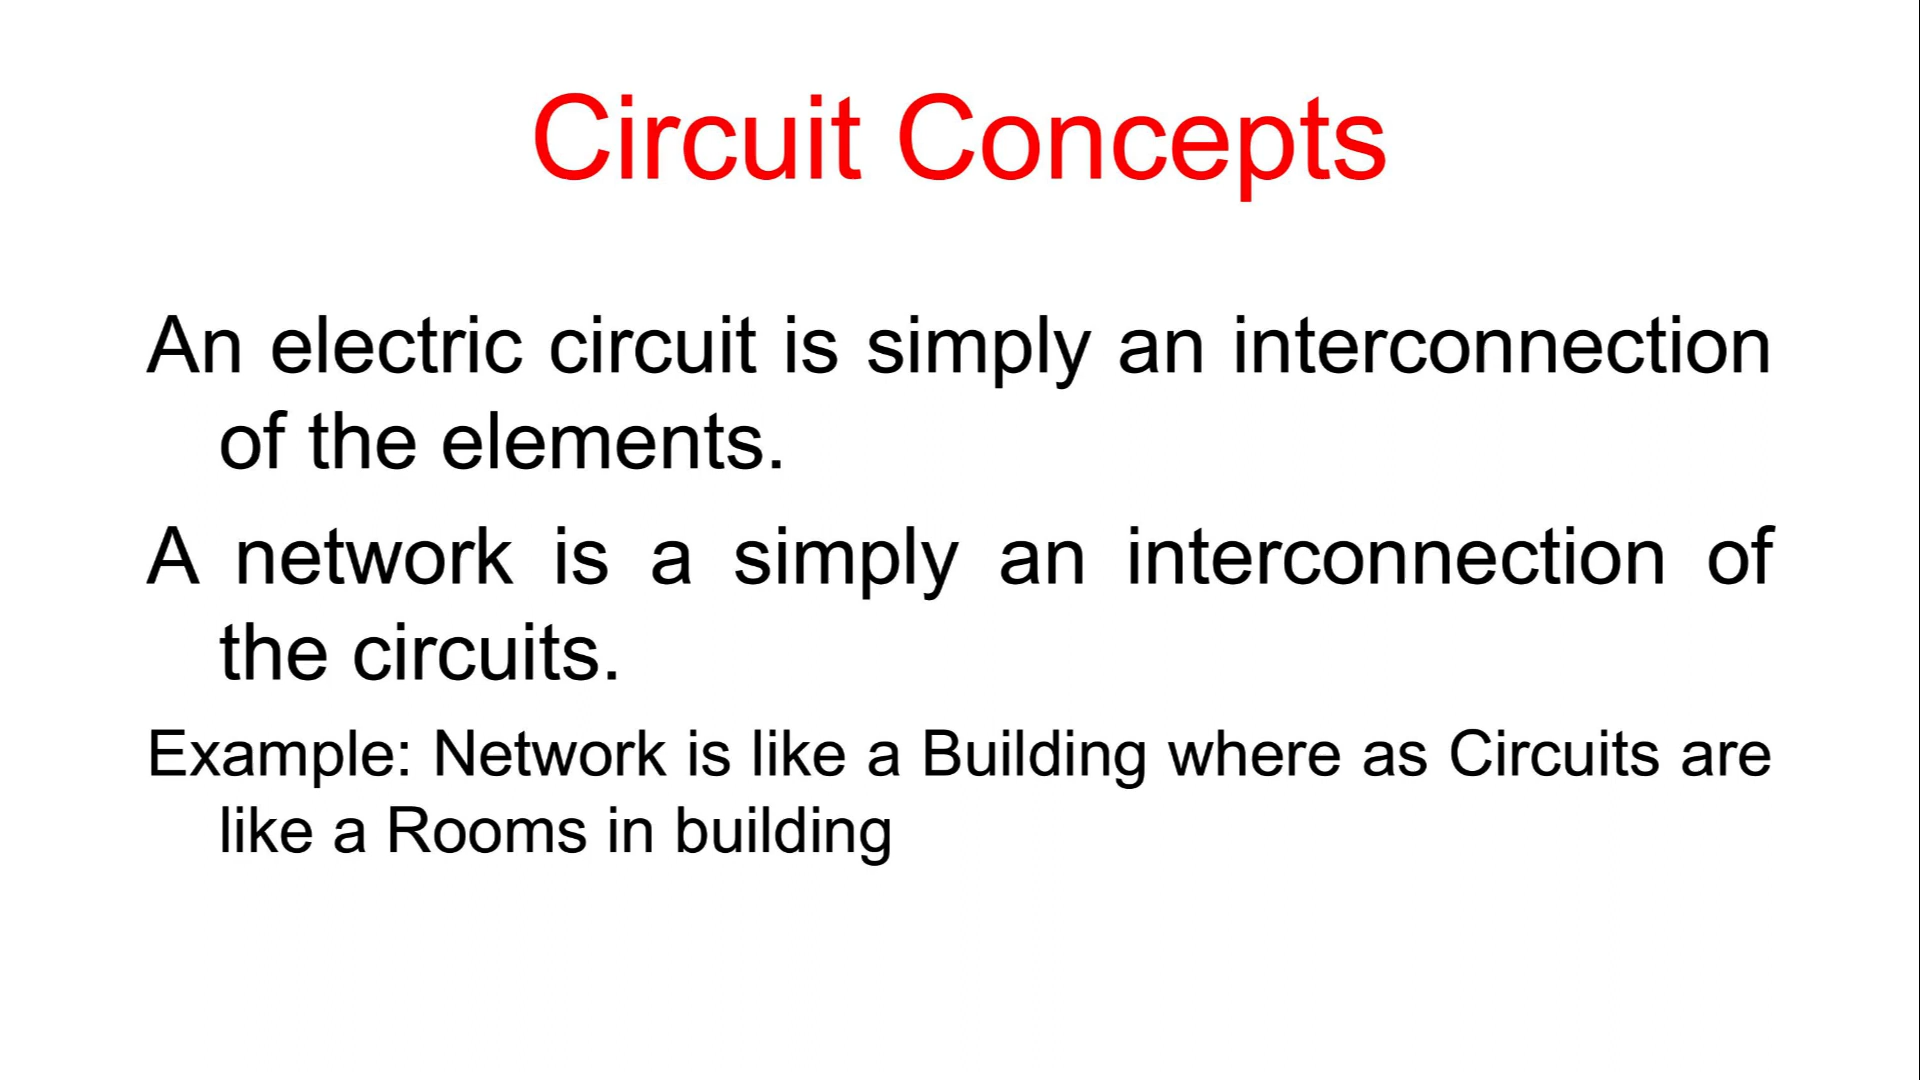 Circuit Concepts
An electric circuit is simply an interconnection
of the elements.
A network is a simply an interconnection of
the circuits.
Example: Network is like a Building where as Circuits are
like a Rooms in building